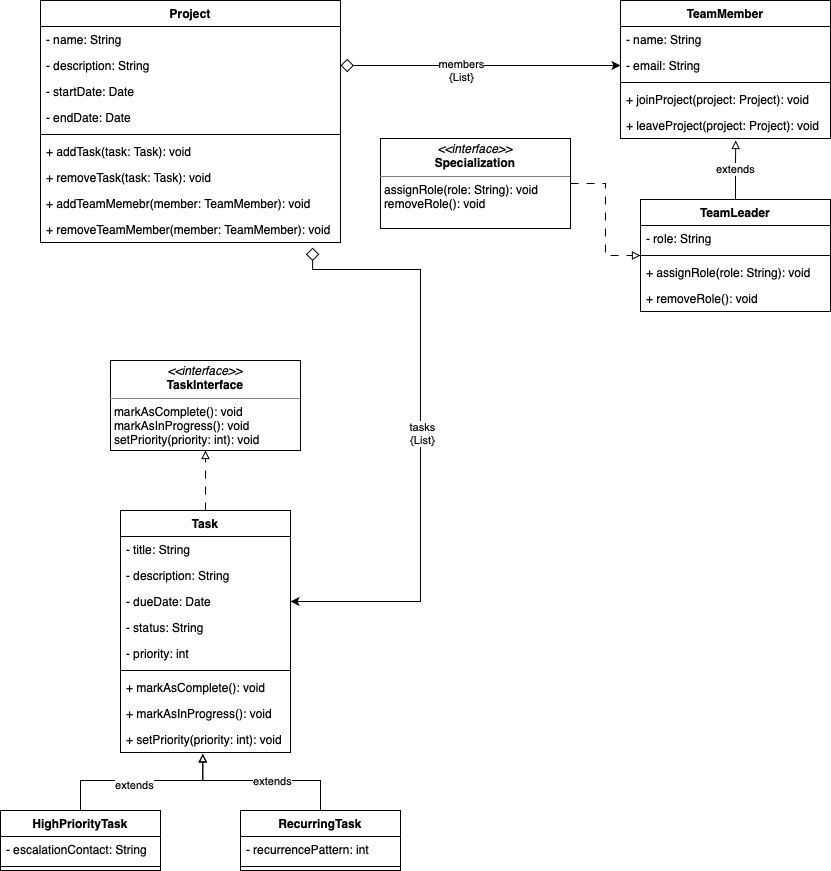 Project
- name: String
- description: String
- startDate: Date
- endDate: Date
+ addTask(task: Task): void
+ removeTask(task: Task): void
+ addTeamMemebr(member: TeamMember): void
+ removeTeamMember(member: TeamMember): void
members
{List}
TeamMember
- name: String
- email: String
+ joinProject(project: Project): void
+ leaveProject(project: Project): void
<<interface>>
Specialization
assignRole(role: String): void
removeRole(): void
extends
TeamLeader
- role: String
+ assignRole(role: String): void
+ removeRole(): void
<<interface>>
TaskInterface
markAsComplete(): void
markAsInProgress(): void
setPriority(priority: int): void
tasks
{List}
Task
- title: String
- description: String
- dueDate: Date
- status: String
- priority: int
+ markAsComplete(): void
+ markAsInProgress(): void
+ setPriority(priority: int): void
extends
extends
HighPriorityTask
- escalationContact: String
RecurringTask
- recurrencePattern: int